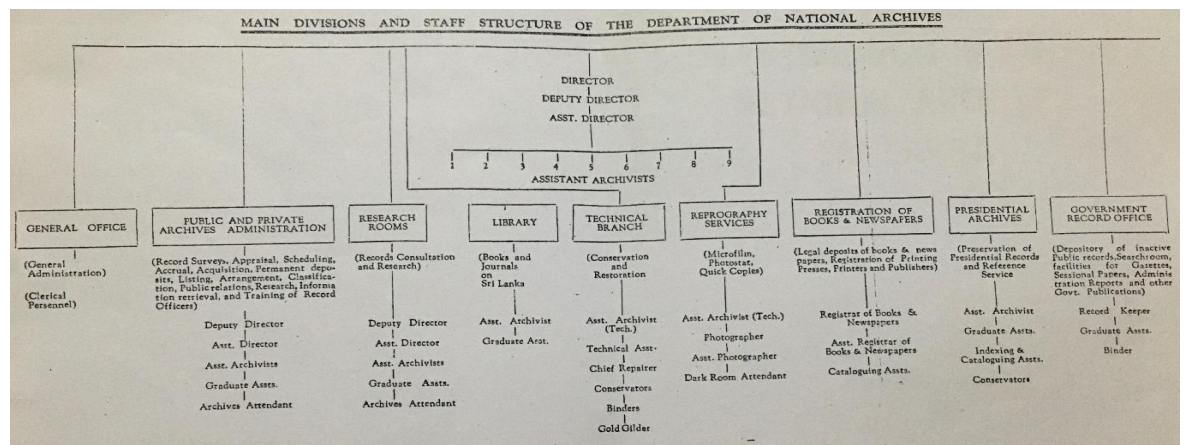 MAIN DIVISIONS AND STAFF STRUCTURE OF THE DEPARTMENT OF NATIONAL ARCHIVES
DIRECTOR
DEPUTY DIRECTOR
ASST. DIRECTOR
1 2 3 4 5 6 7 8 9
ASSISTANT ARCHIVISTS
GENERAL OFFICE
(General
Administration)
(Clerical
Personnel)
PUBLIC AND PRIVATE
ARCHIVES ADMINISTRATION
(Record Surveys, Appraisal, Scheduling,
Accrual, Acquisition, Permanent depo-
sits, Listing, Arrangement, Classifica-
tion, Public relations, Research, Informa
tion retrieval, and Training of Record
Officers)
Deputy Director
Asst. Director
Asst. Archivists
Graduate Assts.
Archives Attendant
RESEARCH
ROOMS
(Records Consultation
and Research)
Deputy Director
Asst. Director
Asst. Archivists
Graduate Assts.
Archives Attendant
LIBRARY
(Books and
Journals
on
Sri Lanka
Asst. Archivist
Graduate Asst.
TECHNICAL
BRANCH
(Conservation
and
Restoration
Asst. Archivist
(Tech.)
Technical Asst.
Chief Repairer
Conservators
Binders
Gold Gilder
REPROGRAPHY
SERVICES
(Microfilm,
Photostat,
Quick Copies)
Asst. Archivist (Tech.)
Photographer
Asst. Photographer
Dark Room Attendant
REGISTRATION OF
BOOKS & NEWSPAPERS
(Legal deposits of books & news
papers, Registration of Printing
Presses, Printers and Publishers)
Registrar of Books &
Newspapers
Asst. Registrar of
Books & Newspapers
Cataloguing Assts.
PRESIDENTIAL
ARCHIVES
(Preservation of
Presidential Records
and Reference
Service
Asst. Archivist
Graduate Assts.
Indexing &
Cataloguing Assts.
Conservators
GOVERNMENT
RECORD OFFICE
(Depository of inactive
Public records, Searchroom,
facilities for Gazettes,
Sessional Papers, Adminis
tration Reports and other
Govt. Publications)
Record Keeper
Graduate Assts.
Binder